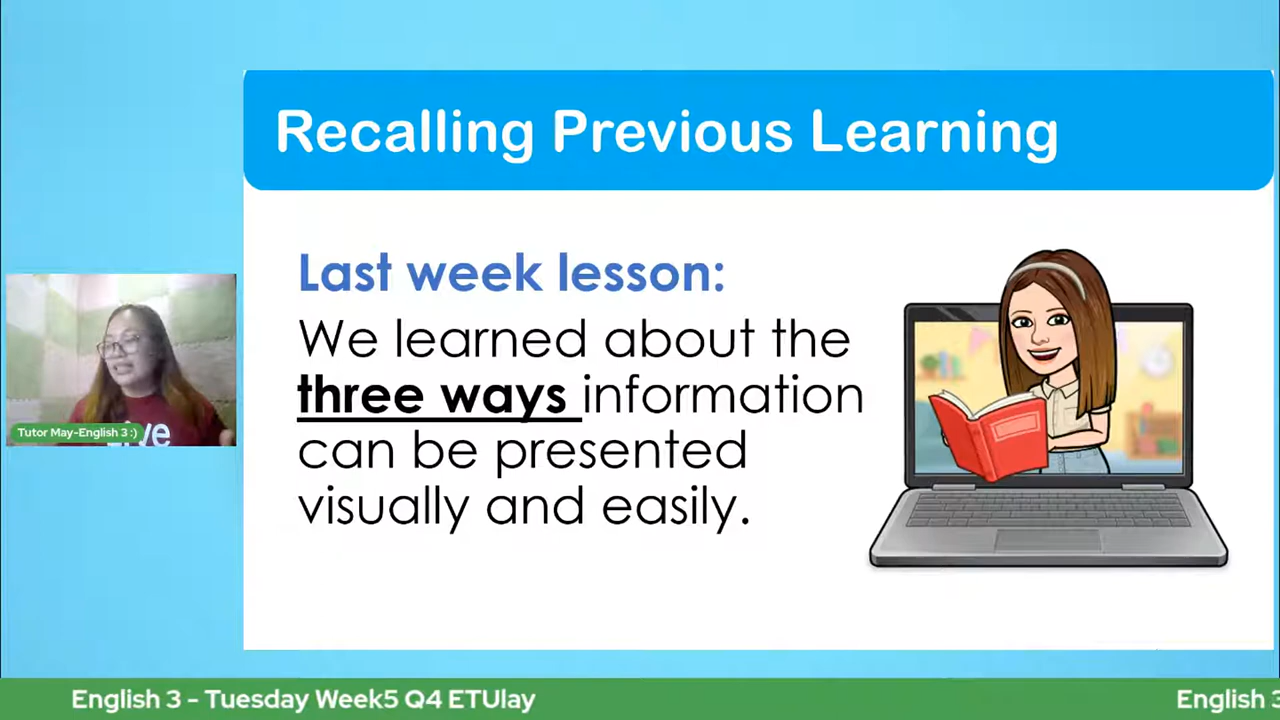 Recalling Previous Learning
Last week lesson:
We learned about the
three ways information
can be presented
visually and easily.
Tutor May-English 3 :)
English 3 - Tuesday Week5 Q4 ETUlay
English 3